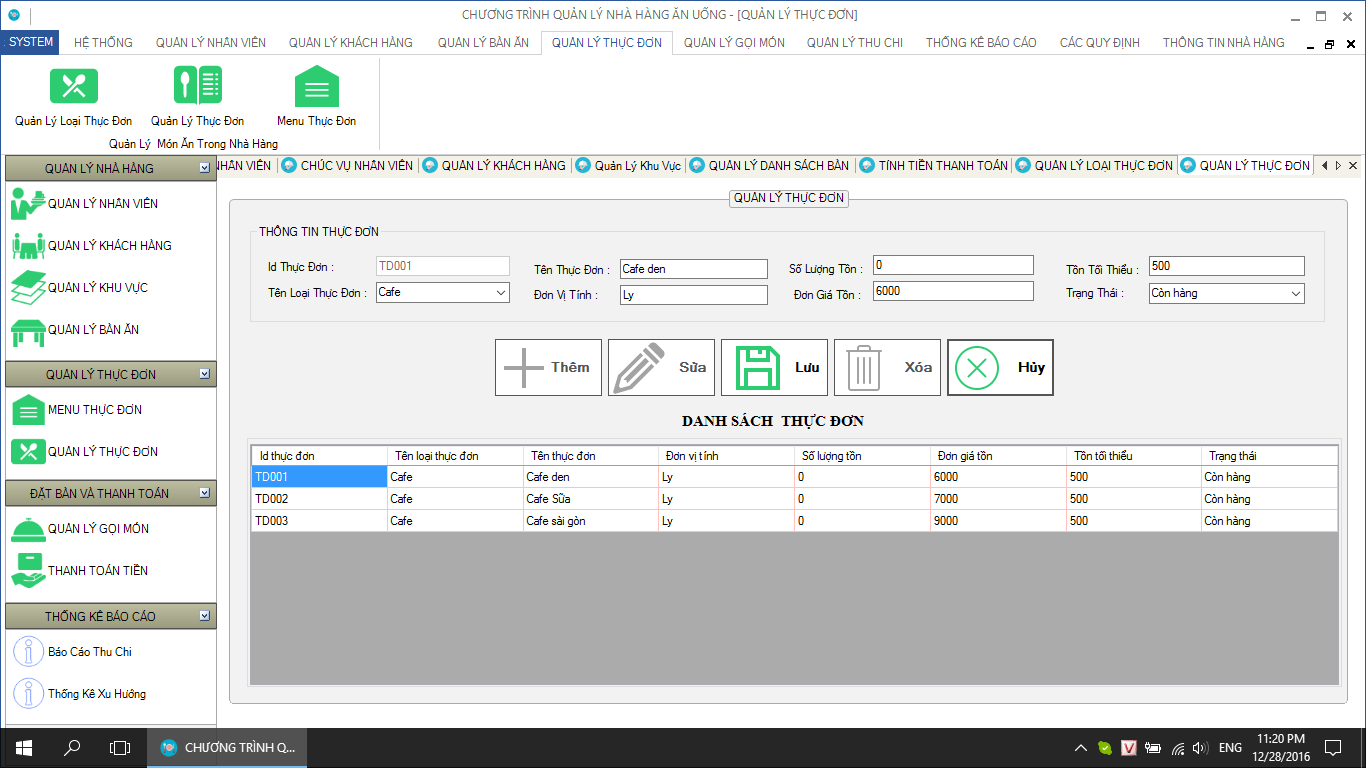 CHƯƠNG TRÌNH QUẢN LÝ NHÀ HÀNG ĂN UỐNG - [QUẢN LÝ THỰC ĐƠN]
SYSTEM HỆ THỐNG QUẢN LÝ NHÂN VIÊN QUẢN LÝ KHÁCH HÀNG QUẢN LÝ BÀN ĂN QUẢN LÝ THỰC ĐƠN QUẢN LÝ GỌI MÓN QUẢN LÝ THU CHI THỐNG KÊ BÁO CÁO CÁC QUY ĐỊNH THÔNG TIN NHÀ HÀNG
Quản Lý Loại Thực Đơn Quản Lý Thực Đơn Menu Thực Đơn
Quản Lý Món Ăn Trong Nhà Hàng
NHÂN VIÊN CHỨC VỤ NHÂN VIÊN QUẢN LÝ KHÁCH HÀNG Quản Lý Khu Vực QUẢN LÝ DANH SÁCH BÀN TÍNH TIỀN THANH TOÁN QUẢN LÝ LOẠI THỰC ĐƠN QUẢN LÝ THỰC ĐƠN
QUẢN LÝ NHÀ HÀNG
QUẢN LÝ NHÂN VIÊN
QUẢN LÝ KHÁCH HÀNG
QUẢN LÝ KHU VỰC
QUẢN LÝ BÀN ĂN
QUẢN LÝ THỰC ĐƠN
MENU THỰC ĐƠN
QUẢN LÝ THỰC ĐƠN
ĐẶT BÀN VÀ THANH TOÁN
QUẢN LÝ GỌI MÓN
THANH TOÁN TIỀN
THỐNG KÊ BÁO CÁO
Báo Cáo Thu Chi
Thống Kê Xu Hướng
QUẢN LÝ THỰC ĐƠN
THÔNG TIN THỰC ĐƠN
Id Thực Đơn : TD001 Tên Thực Đơn : Cafe den Số Lượng Tồn : 0 Tồn Tối Thiểu : 500
Tên Loại Thực Đơn : Cafe Đơn Vị Tính : Ly Đơn Giá Tồn : 6000 Trạng Thái : Còn hàng
Thêm Sửa Lưu Xóa Hủy
DANH SÁCH THỰC ĐƠN
Id thực đơn Tên loại thực đơn Tên thực đơn Đơn vị tính Số lượng tồn Đơn giá tồn Tồn tối thiểu Trạng thái
TD001 Cafe Cafe den Ly 0 6000 500 Còn hàng
TD002 Cafe Cafe Sữa Ly 0 7000 500 Còn hàng
TD003 Cafe Cafe sài gòn Ly 0 9000 500 Còn hàng
CHƯƠNG TRÌNH Q...
V ENG 11:20 PM
12/28/2016